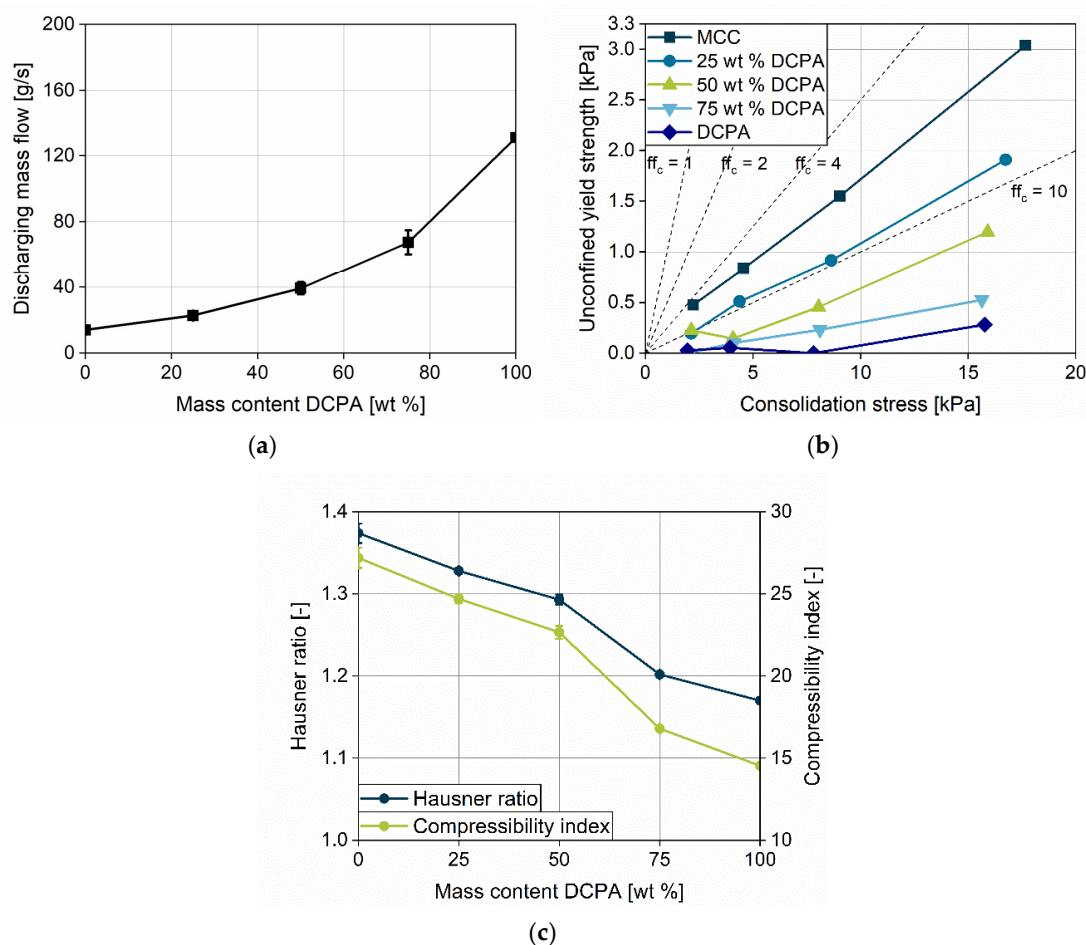 200
160
120
80
40
0
Discharging mass flow [g/s]
0 20 40 60 80 100
Mass content DCPA [wt %]
(a)
3.3
3.0
2.5
2.0
1.5
1.0
0.5
0.0
Unconfined yield strength [kPa]
MCC
25 wt % DCPA
50 wt % DCPA
75 wt % DCPA
DCPA
ff_c = 1
ff_c = 2
ff_c = 4
ff_c = 10
0 5 10 15 20
Consolidation stress [kPa]
(b)
1.4
1.3
1.2
1.1
1.0
Hausner ratio [-]
30
25
20
15
10
Compressibility index [-]
Hausner ratio
Compressibility index
0 25 50 75 100
Mass content DCPA [wt %]
(c)